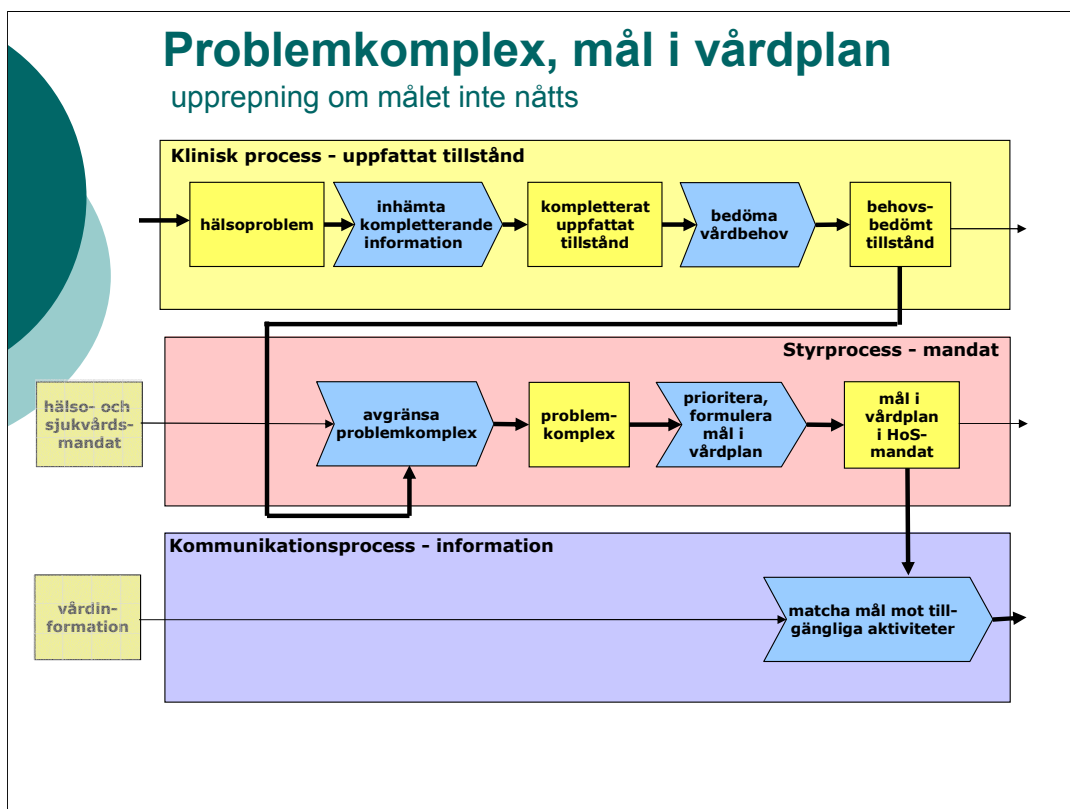 Problemkomplex, mål i vårdplan
upprepning om målet inte nåtts
Klinisk process - uppfattat tillstånd
hälsoproblem
inhämta
kompletterande
information
kompletterat
uppfattat
tillstånd
bedöma
vårdbehov
behovs-
bedömt
tillstånd
Styrprocess - mandat
hälso- och
sjukvårds-
mandat
avgränsa
problemkomplex
problem-
komplex
prioritera,
formulera
mål i
vårdplan
mål i
vårdplan
i HoS-
mandat
Kommunikationsprocess - information
vårdin-
formation
matcha mål mot till-
gängliga aktiviteter